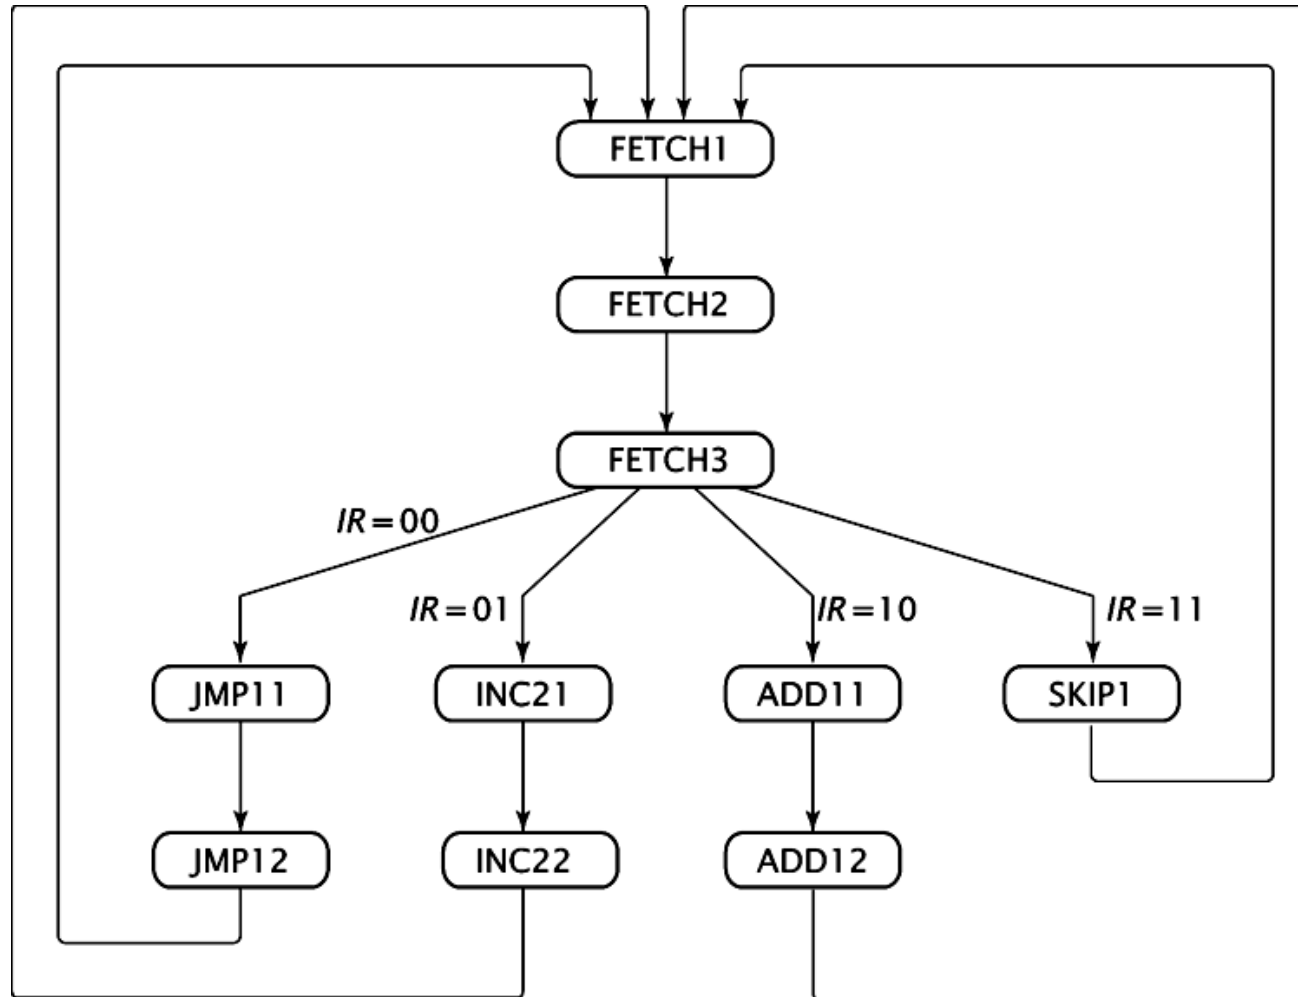 FETCH1
FETCH2
FETCH3
IR=00
IR=01
IR=10
IR=11
JMP11
INC21
ADD11
SKIP1
JMP12
INC22
ADD12